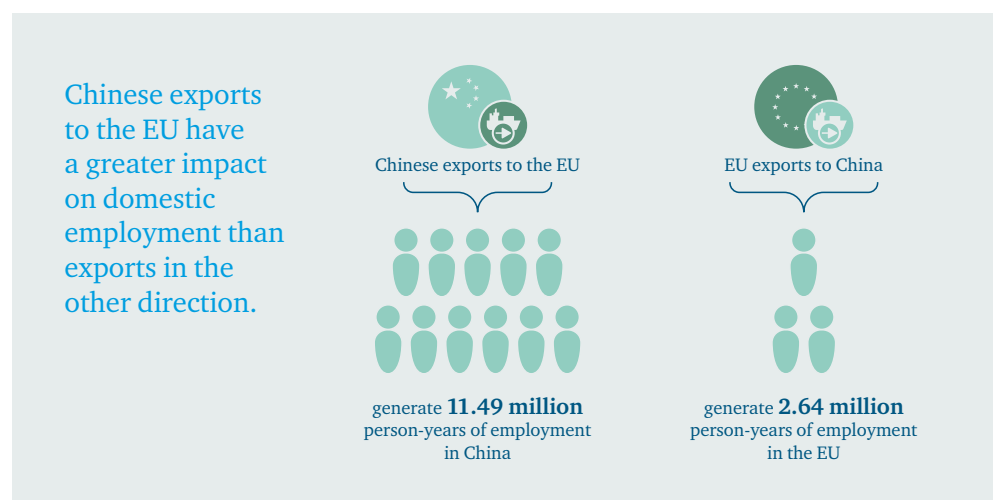 Chinese exports
to the EU have
a greater impact
on domestic
employment than
exports in the
other direction.
Chinese exports to the EU
generate 11.49 million
person-years of employment
in China
EU exports to China
generate 2.64 million
person-years of employment
in the EU